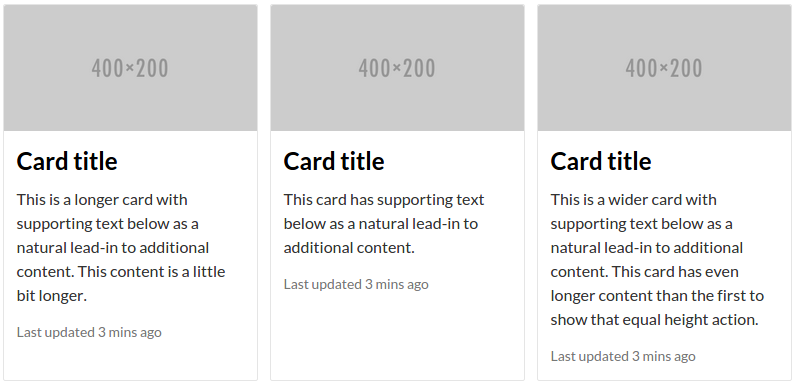 400×200
Card title
This is a longer card with
supporting text below as a
natural lead-in to additional
content. This content is a little
bit longer.
Last updated 3 mins ago
400×200
Card title
This card has supporting text
below as a natural lead-in to
additional content.
Last updated 3 mins ago
400×200
Card title
This is a wider card with
supporting text below as a
natural lead-in to additional
content. This card has even
longer content than the first to
show that equal height action.
Last updated 3 mins ago